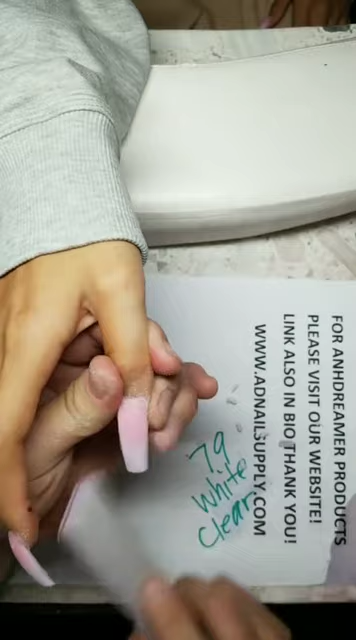 FOR ANHDREAMER PRODUCTS
PLEASE VISIT OUR WEBSITE!
LINK ALSO IN BIO THANK YOU!
WWW.ADNAILSUPPLY.COM
79
White
Clear